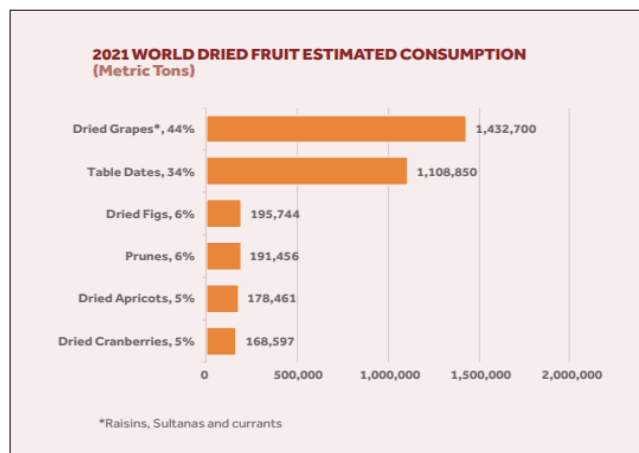 2021 WORLD DRIED FRUIT ESTIMATED CONSUMPTION
(Metric Tons)
Dried Grapes*, 44% 1,432,700
Table Dates, 34% 1,108,850
Dried Figs, 6% 195,744
Prunes, 6% 191,456
Dried Apricots, 5% 178,461
Dried Cranberries, 5% 168,597
0 500,000 1,000,000 1,500,000 2,000,000
*Raisins, Sultanas and currants